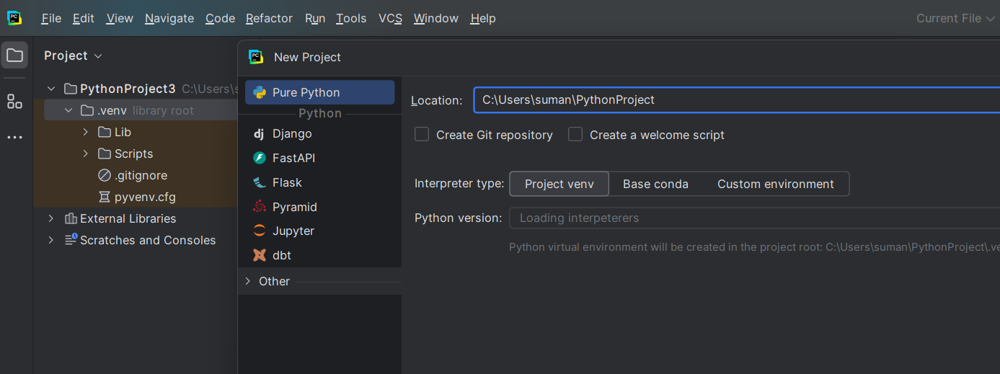 PC File Edit View Navigate Code Refactor Run Tools VCS Window Help Current File
Project
PythonProject3 C:\Users\s
.venv library root
Lib
Scripts
.gitignore
pyvenv.cfg
External Libraries
Scratches and Consoles
PC New Project
Pure Python
Python
dj Django
FastAPI
Flask
Pyramid
Jupyter
dbt
Other
Location: C:\Users\suman\PythonProject
Create Git repository Create a welcome script
Interpreter type: Project venv Base conda Custom environment
Python version: Loading interpeterers
Python virtual environment will be created in the project root: C:\Users\suman\PythonProject\.ve